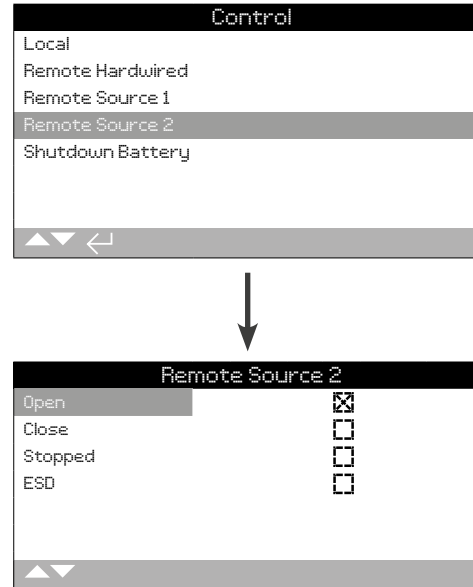 Control
Local
Remote Hardwired
Remote Source 1
Remote Source 2
Shutdown Battery
Remote Source 2
Open
Close
Stopped
ESD